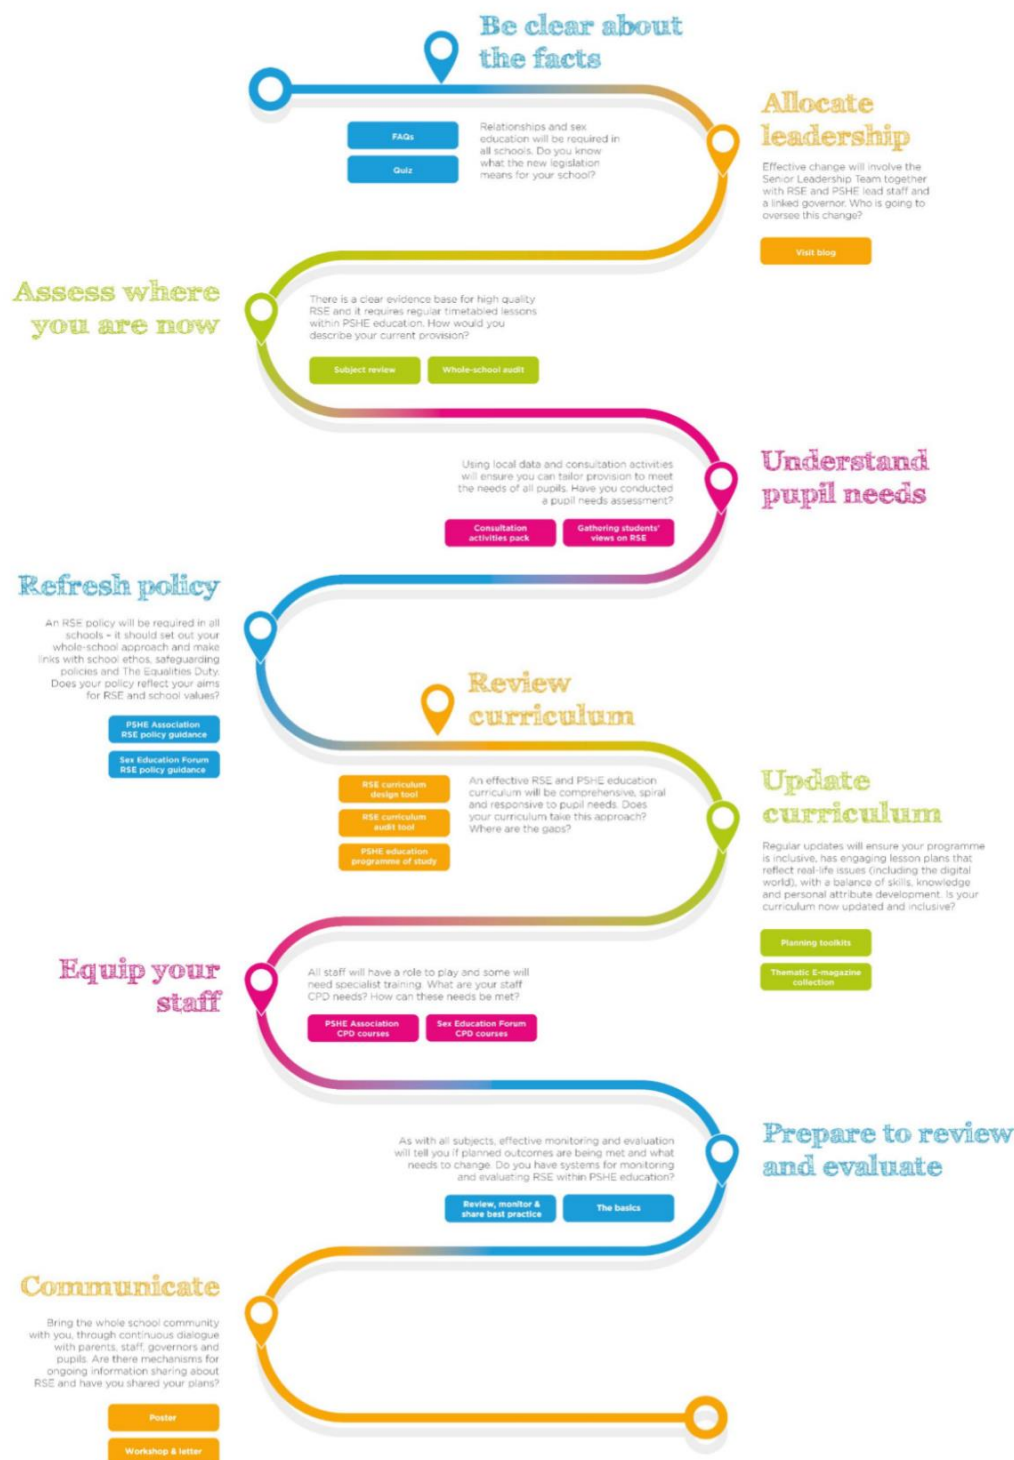 Be clear about
the facts
FAQs
Quiz
Relationships and sex
education will be required in
all schools. Do you know
what the new legislation
means for your school?
Allocate
leadership
Effective change will involve the
Senior Leadership Team together
with RSE and PSHE lead staff and
a linked governor. Who is going to
oversee this change?
Visit blog
Assess where
you are now
There is a clear evidence base for high quality
RSE and it requires regular timetabled lessons
within PSHE education. How would you
describe your current provision?
Subject review
Whole-school audit
Understand
pupil needs
Using local data and consultation activities
will ensure you can tailor provision to meet
the needs of all pupils. Have you conducted
a pupil needs assessment?
Consultation
activities pack
Gathering students'
views on RSE
Refresh policy
An RSE policy will be required in all
schools – it should set out your
whole-school approach and make
links with school ethos, safeguarding
policies and The Equalities Duty.
Does your policy reflect your aims
for RSE and school values?
PSHE Association
RSE policy guidance
Sex Education Forum
RSE policy guidance
Review
curriculum
RSE curriculum
design tool
RSE curriculum
audit tool
PSHE education
programme of study
An effective RSE and PSHE education
curriculum will be comprehensive, spiral
and responsive to pupil needs. Does
your curriculum take this approach?
Where are the gaps?
Update
curriculum
Regular updates will ensure your programme
is inclusive, has engaging lesson plans that
reflect real-life issues (including the digital
world), with a balance of skills, knowledge
and personal attribute development. Is your
curriculum now updated and inclusive?
Planning toolkits
Thematic E-magazine
collection
Equip your
staff
All staff will have a role to play and some will
need specialist training. What are your staff
CPD needs? How can these needs be met?
PSHE Association
CPD courses
Sex Education Forum
CPD courses
Prepare to review
and evaluate
As with all subjects, effective monitoring and evaluation
will tell you if planned outcomes are being met and what
needs to change. Do you have systems for monitoring
and evaluating RSE within PSHE education?
Review, monitor &
share best practice
The basics
Communicate
Bring the whole school community
with you, through continuous dialogue
with parents, staff, governors and
pupils. Are there mechanisms for
ongoing information sharing about
RSE and have you shared your plans?
Poster
Workshop & letter